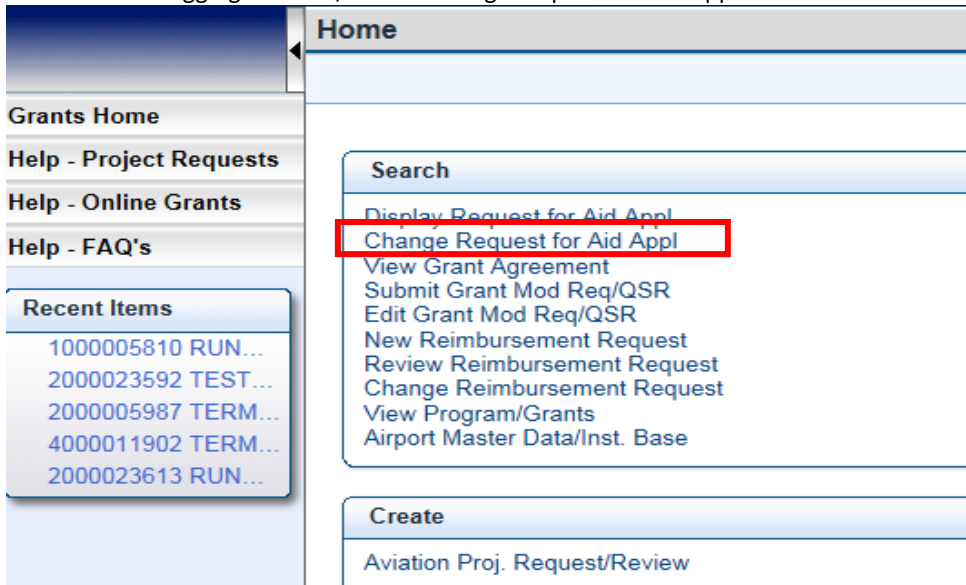 Home
Grants Home
Help - Project Requests
Help - Online Grants
Help - FAQ's
Recent Items
1000005810 RUN...
2000023592 TEST...
2000005987 TERM...
4000011902 TERM...
2000023613 RUN...
Search
Display Request for Aid Appl
Change Request for Aid Appl
View Grant Agreement
Submit Grant Mod Req/QSR
Edit Grant Mod Req/QSR
New Reimbursement Request
Review Reimbursement Request
Change Reimbursement Request
View Program/Grants
Airport Master Data/Inst. Base
Create
Aviation Proj. Request/Review